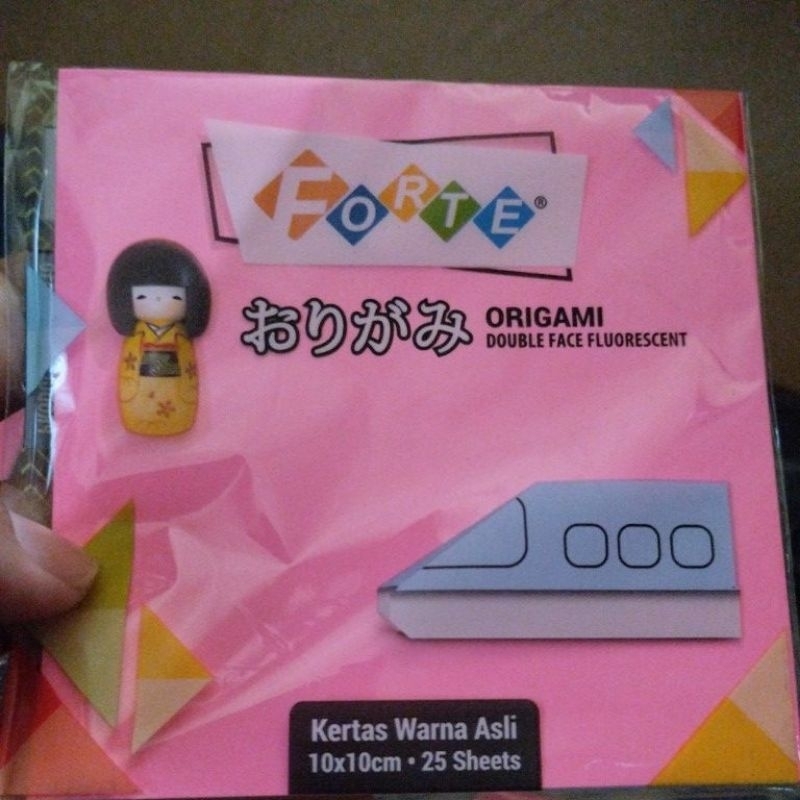 FORTE®
おりがみ
ORIGAMI
DOUBLE FACE FLUORESCENT
Kertas Warna Asli
10x10cm • 25 Sheets